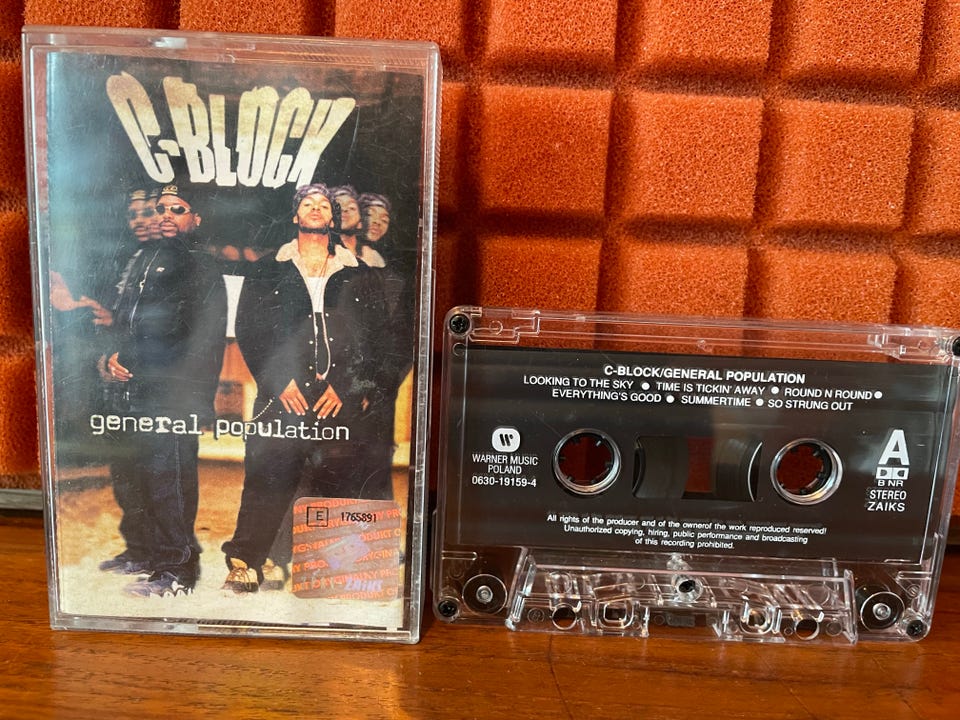 C-BLOCK
general population
E 1765891
C-BLOCK/GENERAL POPULATION
LOOKING TO THE SKY ● TIME IS TICKIN' AWAY ● ROUND N ROUND ●
EVERYTHING'S GOOD ● SUMMERTIME ● SO STRUNG OUT
WARNER MUSIC
POLAND
0630-19159-4
A
B NR
STEREO
ZAIKS
All rights of the producer and of the ownerof the work reproduced reserved!
Unauthorized copying, hiring, public performance and broadcasting
of this recording prohibited.